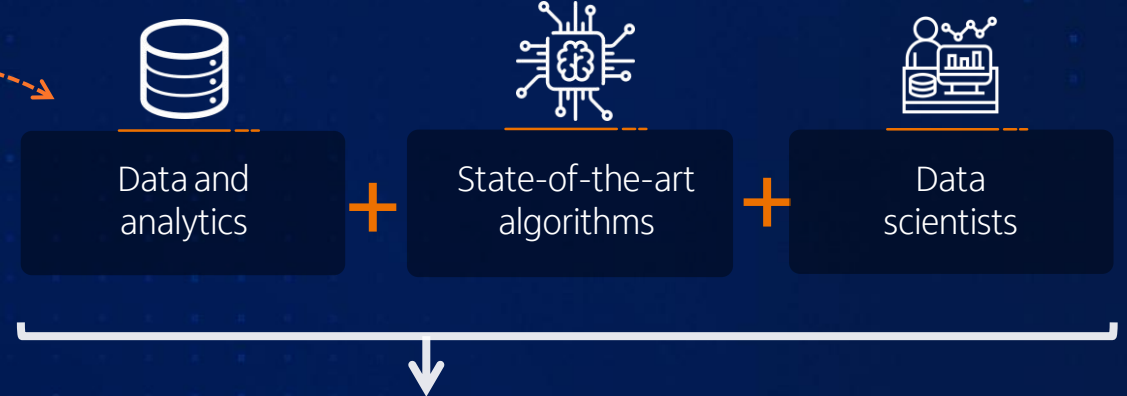 Data and
analytics
+
State-of-the-art
algorithms
+
Data
scientists